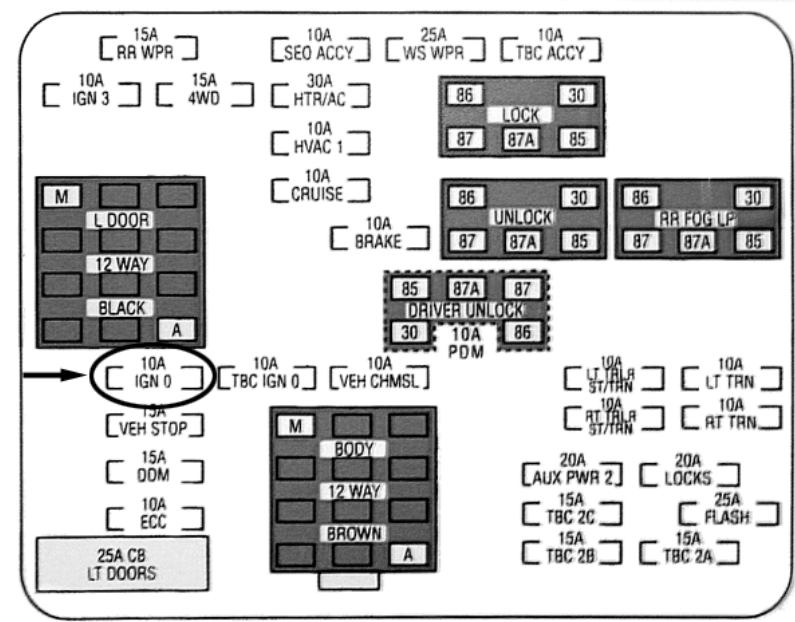 15A
RR WPR
10A
SEO ACCY
25A
WS WPR
10A
TBC ACCY
10A
IGN 3
15A
4WD
30A
HTR/AC
86
30
LOCK
87
87A
85
10A
HVAC 1
10A
CRUISE
M
L DOOR
12 WAY
BLACK
A
10A
BRAKE
86
30
UNLOCK
87
87A
85
86
30
RR FOG LP
87
87A
85
85
87A
87
DRIVER UNLOCK
30
10A
PDM
86
10A
IGN 0
10A
TBC IGN 0
10A
VEH CHMSL
10A
LT TRLR
ST/TRN
10A
LT TRN
15A
VEH STOP
M
BODY
12 WAY
BROWN
A
10A
RT TRLR
ST/TRN
10A
RT TRN
15A
DDM
20A
AUX PWR 2
20A
LOCKS
10A
ECC
15A
TBC 2C
25A
FLASH
25A CB
LT DOORS
15A
TBC 2B
15A
TBC 2A